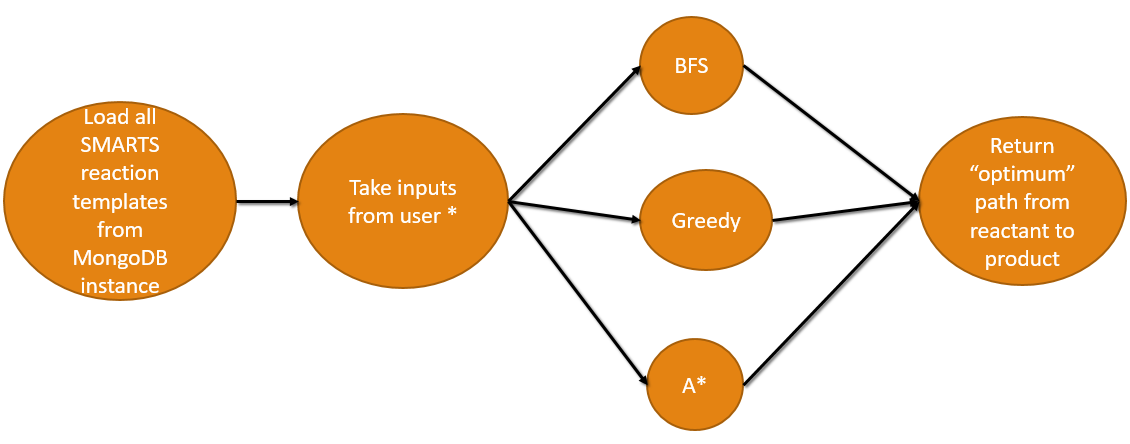 Load all
SMARTS
reaction
templates
from
MongoDB
instance
Take inputs
from user *
BFS
Greedy
A*
Return
“optimum”
path from
reactant to
product